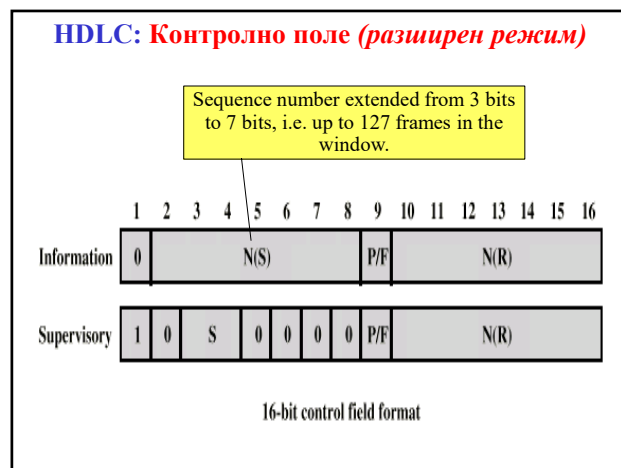 HDLC: Контролно поле (разширен режим)
Sequence number extended from 3 bits
to 7 bits, i.e. up to 127 frames in the
window.
1 2 3 4 5 6 7 8 9 10 11 12 13 14 15 16
Information 0 N(S) P/F N(R)
Supervisory 1 0 S 0 0 0 0 P/F N(R)
16-bit control field format